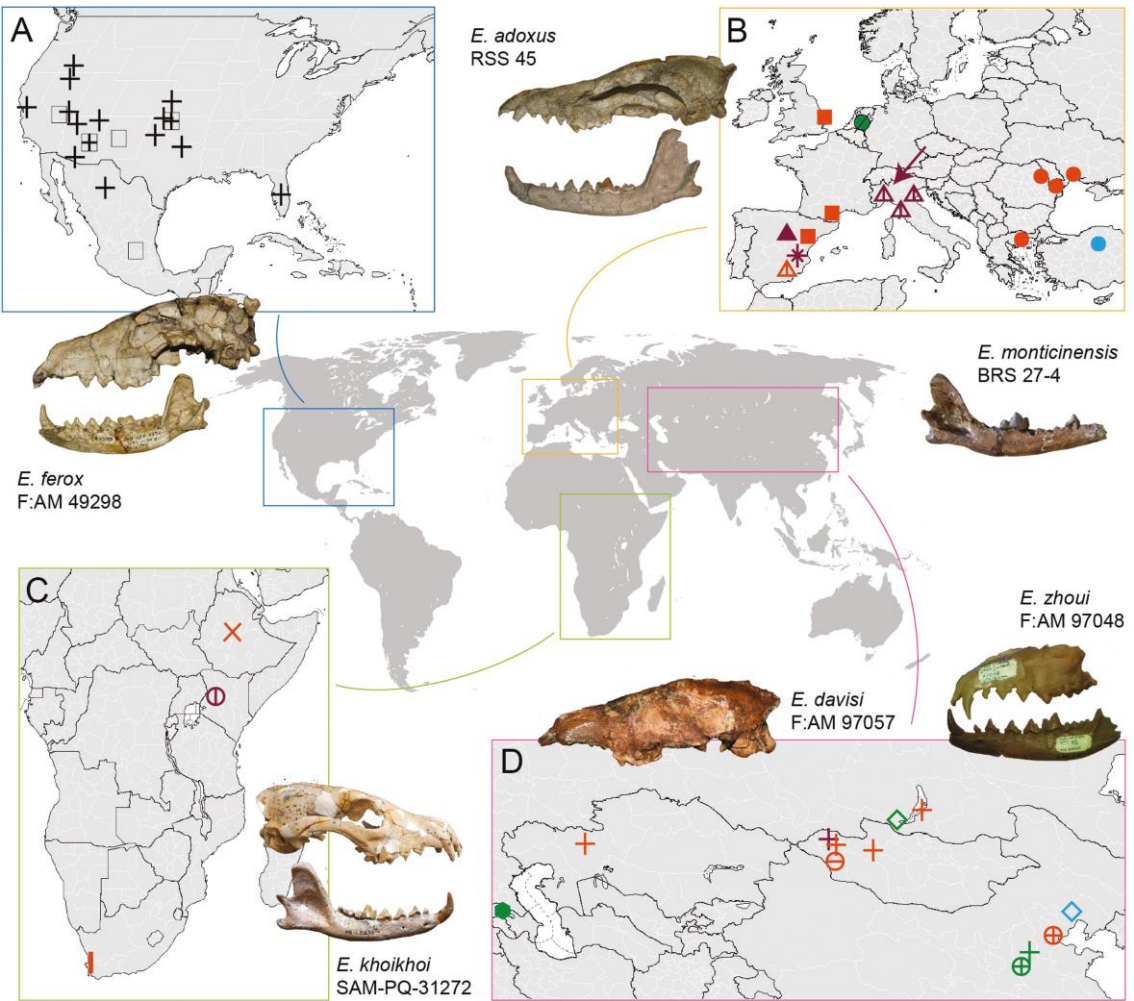 A
E. adoxus
RSS 45
B
E. monticinensis
BRS 27-4
E. ferox
F:AM 49298
C
E. zhoui
F:AM 97048
E. davisi
F:AM 97057
D
E. khoikhoi
SAM-PQ-31272